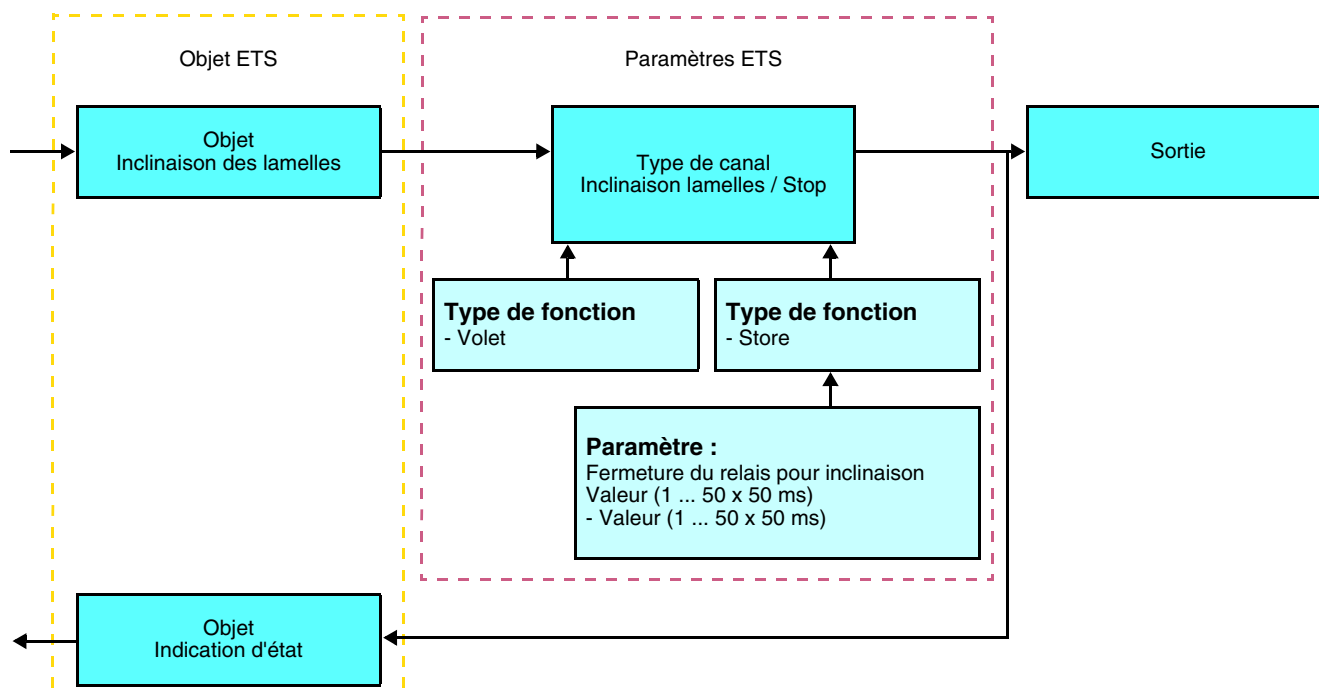 Objet ETS
Paramètres ETS
Objet
Inclinaison des lamelles
Type de canal
Inclinaison lamelles / Stop
Sortie
Type de fonction
- Volet
Type de fonction
- Store
Paramètre :
Fermeture du relais pour inclinaison
Valeur (1 ... 50 x 50 ms)
- Valeur (1 ... 50 x 50 ms)
Objet
Indication d'état